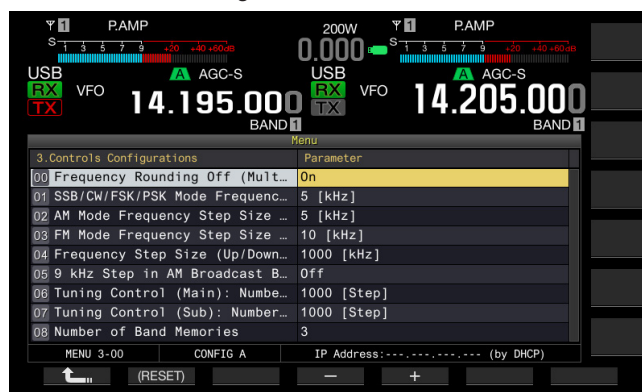 1 P.AMP 200W 1 P.AMP
S 1 3 5 7 9 +20 +40 +60dB 0.000 S 1 3 5 7 9 +20 +40 +60dB
USB A AGC-S USB A AGC-S
RX VFO 14.195.000 RX VFO 14.205.000
TX TX
BAND 1 BAND 1
Menu
3.Controls Configurations Parameter
00 Frequency Rounding Off (Mult… On
01 SSB/CW/FSK/PSK Mode Frequenc… 5 [kHz]
02 AM Mode Frequency Step Size … 5 [kHz]
03 FM Mode Frequency Step Size … 10 [kHz]
04 Frequency Step Size (Up/Down… 1000 [kHz]
05 9 kHz Step in AM Broadcast B… Off
06 Tuning Control (Main): Numbe… 1000 [Step]
07 Tuning Control (Sub): Number… 1000 [Step]
08 Number of Band Memories 3
MENU 3-00 CONFIG A IP Address:---.---.---.--- (by DHCP)
(RESET) − +